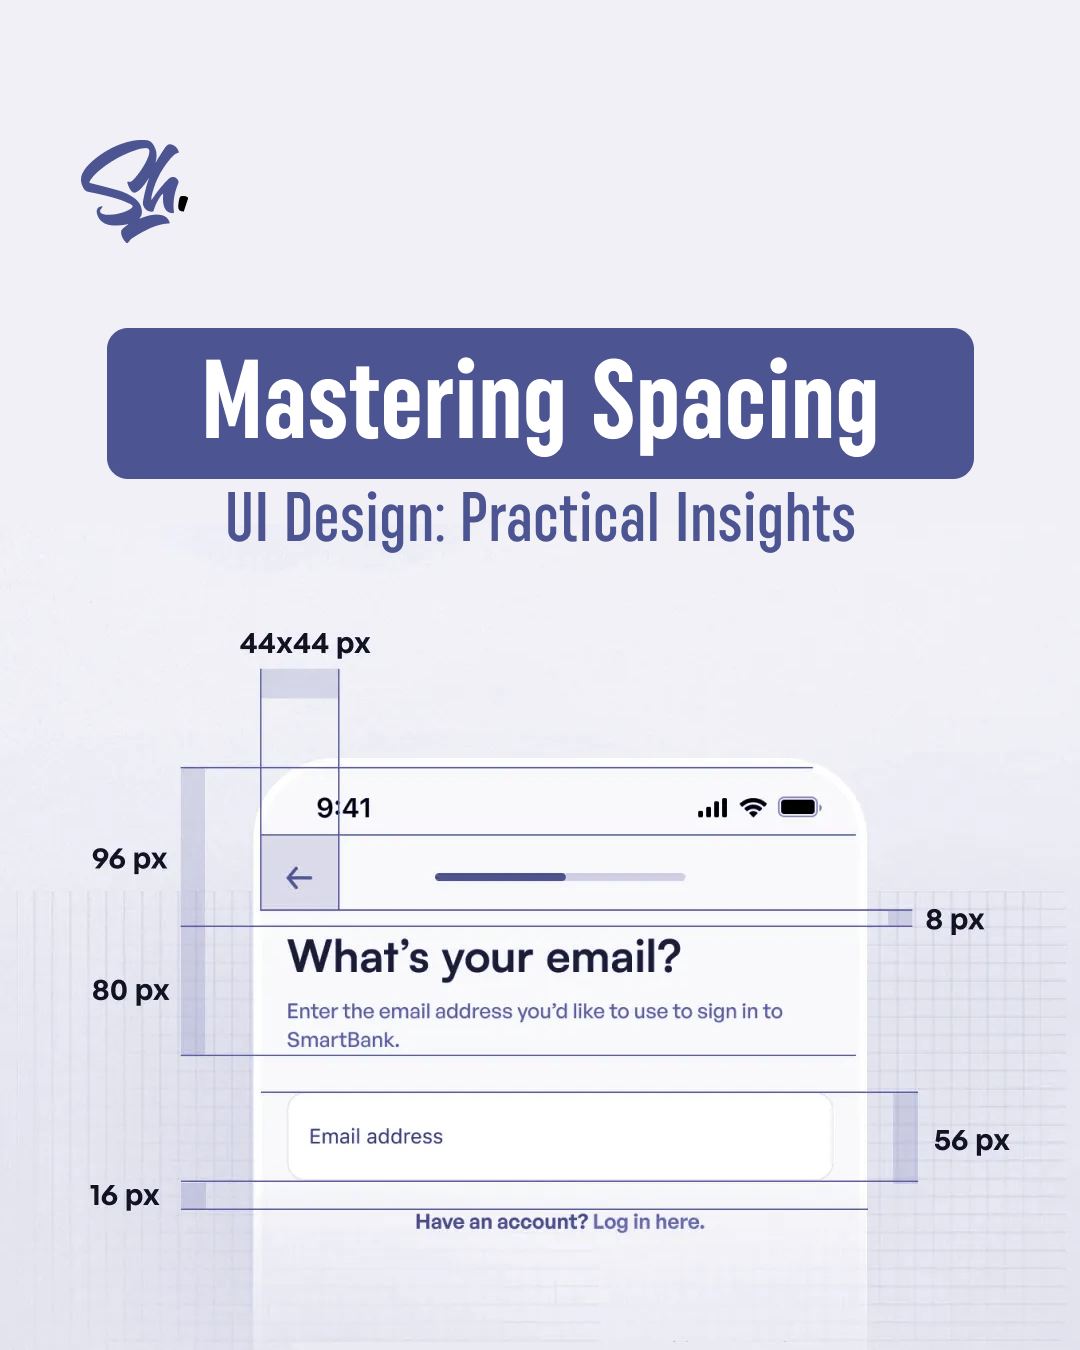 Sh,
Mastering Spacing
UI Design: Practical Insights
44x44 px
9:41
96 px
8 px
What's your email?
80 px
Enter the email address you'd like to use to sign in to
SmartBank.
Email address
56 px
16 px
Have an account? Log in here.